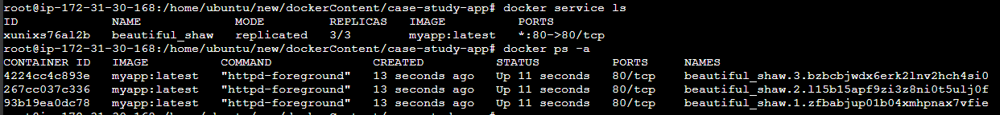 root@ip-172-31-30-168:/home/ubuntu/new/dockerContent/case-study-app# docker service ls
ID NAME MODE REPLICAS IMAGE PORTS
xunixs76al2b beautiful_shaw replicated 3/3 myapp:latest *:80->80/tcp
root@ip-172-31-30-168:/home/ubuntu/new/dockerContent/case-study-app# docker ps -a
CONTAINER ID IMAGE COMMAND CREATED STATUS PORTS NAMES
4224cc4c893e myapp:latest "httpd-foreground" 13 seconds ago Up 11 seconds 80/tcp beautiful_shaw.3.bzbcbjwdx6erk2lnv2hch4si0
267cc037c336 myapp:latest "httpd-foreground" 13 seconds ago Up 11 seconds 80/tcp beautiful_shaw.2.l15b15apf9zi3z8ni0t5ulj0f
93b19ea0dc78 myapp:latest "httpd-foreground" 13 seconds ago Up 11 seconds 80/tcp beautiful_shaw.1.zfbabjup01b04xmhpnax7vfie